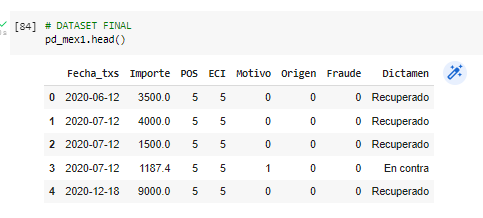 [84] # DATASET FINAL
pd_mex1.head()
Fecha_txs Importe POS ECI Motivo Origen Fraude Dictamen
0 2020-06-12 3500.0 5 5 0 0 0 Recuperado
1 2020-07-12 4000.0 5 5 0 0 0 Recuperado
2 2020-07-12 1500.0 5 5 0 0 0 Recuperado
3 2020-07-12 1187.4 5 5 1 0 0 En contra
4 2020-12-18 9000.0 5 5 0 0 0 Recuperado